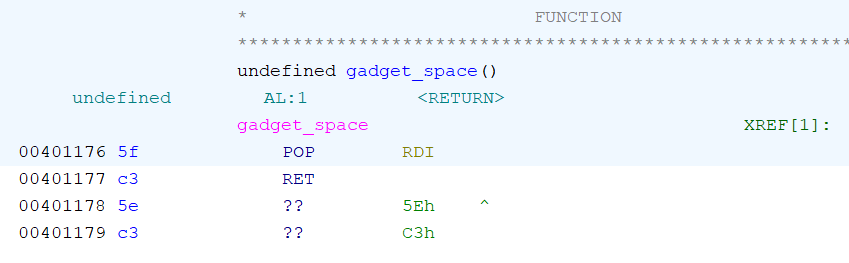 * FUNCTION
********************************************************
undefined gadget_space()
undefined AL:1 <RETURN>
gadget_space XREF[1]:
00401176 5f POP RDI
00401177 c3 RET
00401178 5e ?? 5Eh ^
00401179 c3 ?? C3h